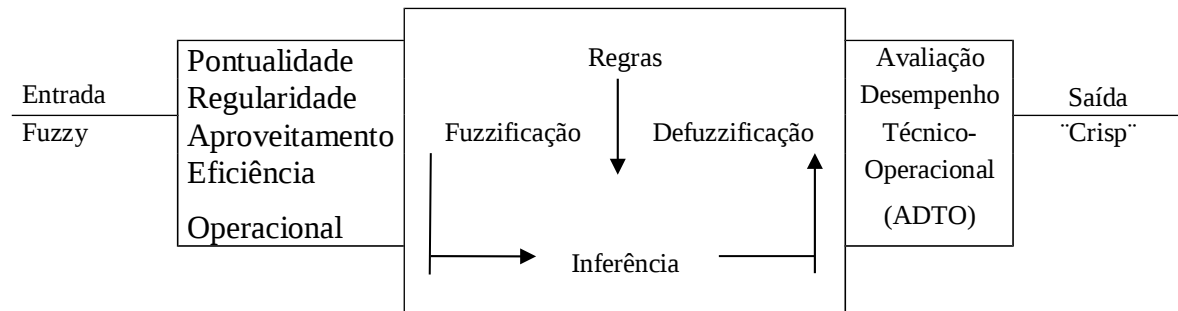 Entrada
Fuzzy
Pontualidade
Regularidade
Aproveitamento
Eficiência
Operacional
Regras
Fuzzificação
Defuzzificação
Inferência
Avaliação
Desempenho
Técnico-
Operacional
(ADTO)
Saída
¨Crisp¨